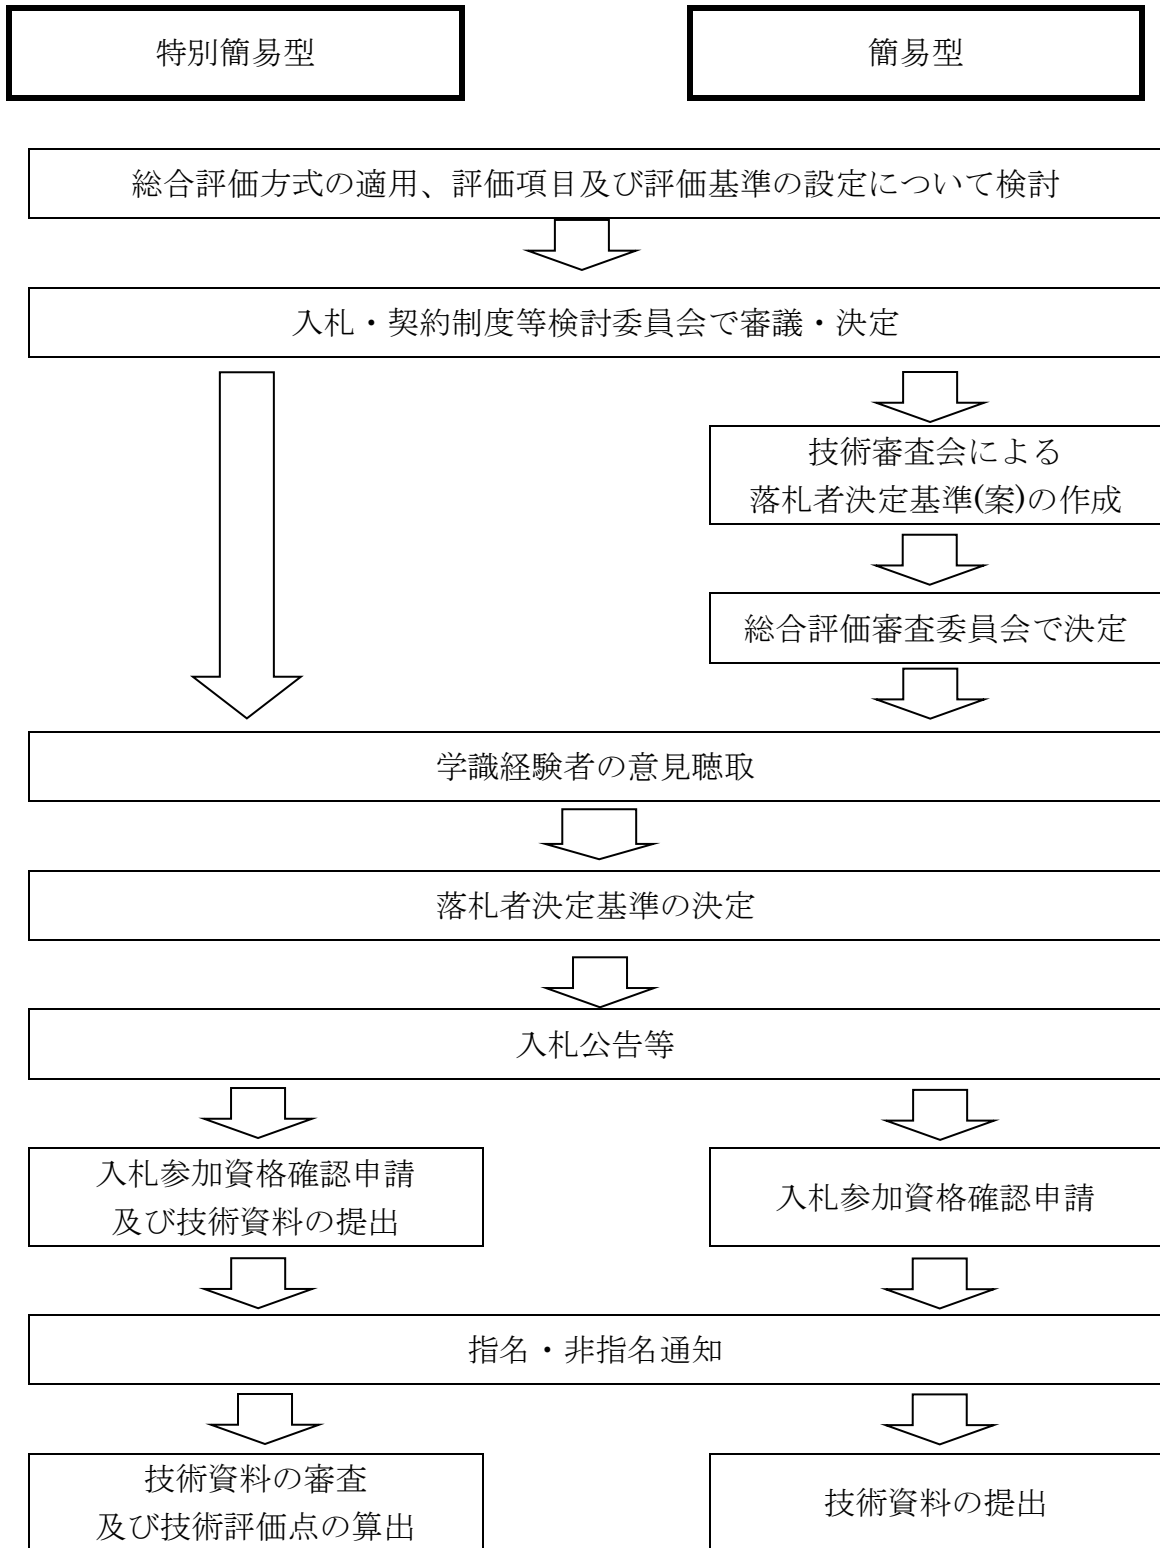 特別簡易型
簡易型
総合評価方式の適用、評価項目及び評価基準の設定について検討
入札・契約制度等検討委員会で審議・決定
技術審査会による
落札者決定基準(案)の作成
総合評価審査委員会で決定
学識経験者の意見聴取
落札者決定基準の決定
入札公告等
入札参加資格確認申請
及び技術資料の提出
入札参加資格確認申請
指名・非指名通知
技術資料の審査
及び技術評価点の算出
技術資料の提出